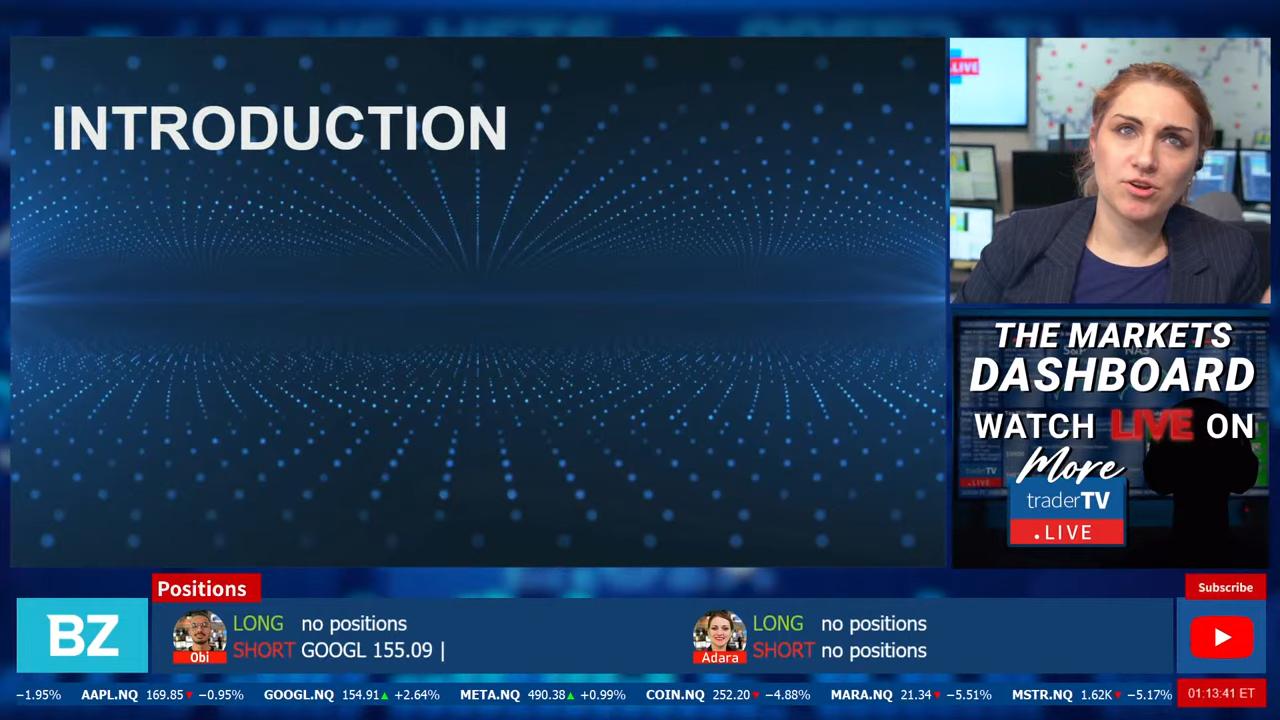 INTRODUCTION
.LIVE
THE MARKETS
DASHBOARD
WATCH LIVE ON
More
traderTV
.LIVE
Positions
Subscribe
BZ
LONG no positions
SHORT GOOGL 155.09 |
Obi
LONG no positions
SHORT no positions
Adara
−1.95% AAPL.NQ 169.85▼ −0.95% GOOGL.NQ 154.91▲ +2.64% META.NQ 490.38▲ +0.99% COIN.NQ 252.20▼ −4.88% MARA.NQ 21.34▼ −5.51% MSTR.NQ 1.62K▼ −5.17%
01:13:41 ET